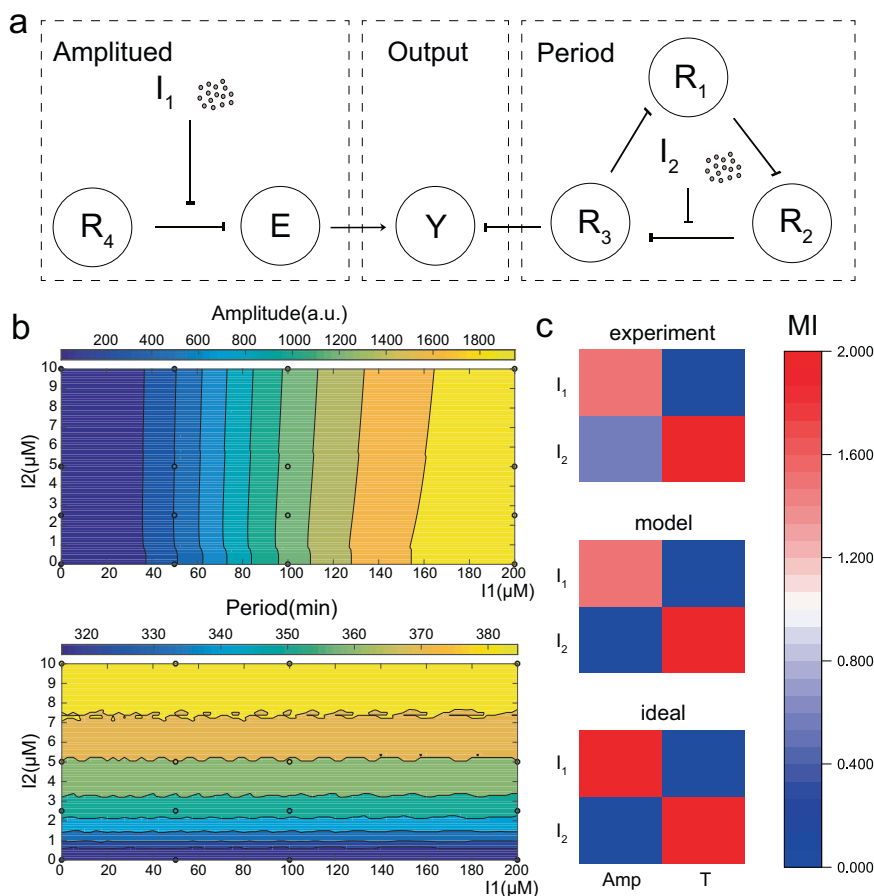 a
Amplitued
Output
Period
I1
I2
R1
R4
E
Y
R3
R2
b
Amplitude(a.u.)
200 400 600 800 1000 1200 1400 1600 1800
10
9
8
7
6
5
4
3
2
1
0
I2(μM)
0 20 40 60 80 100 120 140 160 200
I1(μM)
Period(min)
320 330 340 350 360 370 380
10
9
8
7
6
5
4
3
2
1
0
I2(μM)
0 20 40 60 80 100 120 140 160 200
I1(μM)
c
experiment
I1
I2
model
I1
I2
ideal
I1
I2
Amp T
MI
2.000
1.600
1.200
0.800
0.400
0.000